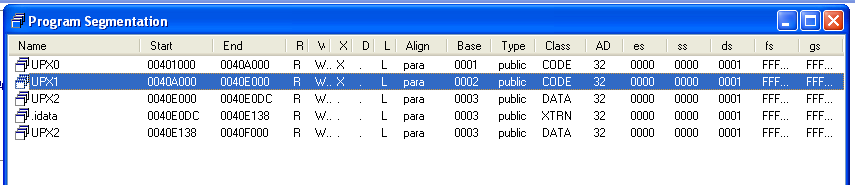 Program Segmentation
Name Start End R W X D L Align Base Type Class AD es ss ds fs gs
UPX0 00401000 0040A000 R W.. X . L para 0001 public CODE 32 0000 0000 0001 FFF... FFF...
UPX1 0040A000 0040E000 R W.. X . L para 0002 public CODE 32 0000 0000 0001 FFF... FFF...
UPX2 0040E000 0040E0DC R W.. . . L para 0003 public DATA 32 0000 0000 0001 FFF... FFF...
.idata 0040E0DC 0040E138 R W.. . . L para 0003 public XTRN 32 0000 0000 0001 FFF... FFF...
UPX2 0040E138 0040F000 R W.. . . L para 0003 public DATA 32 0000 0000 0001 FFF... FFF...